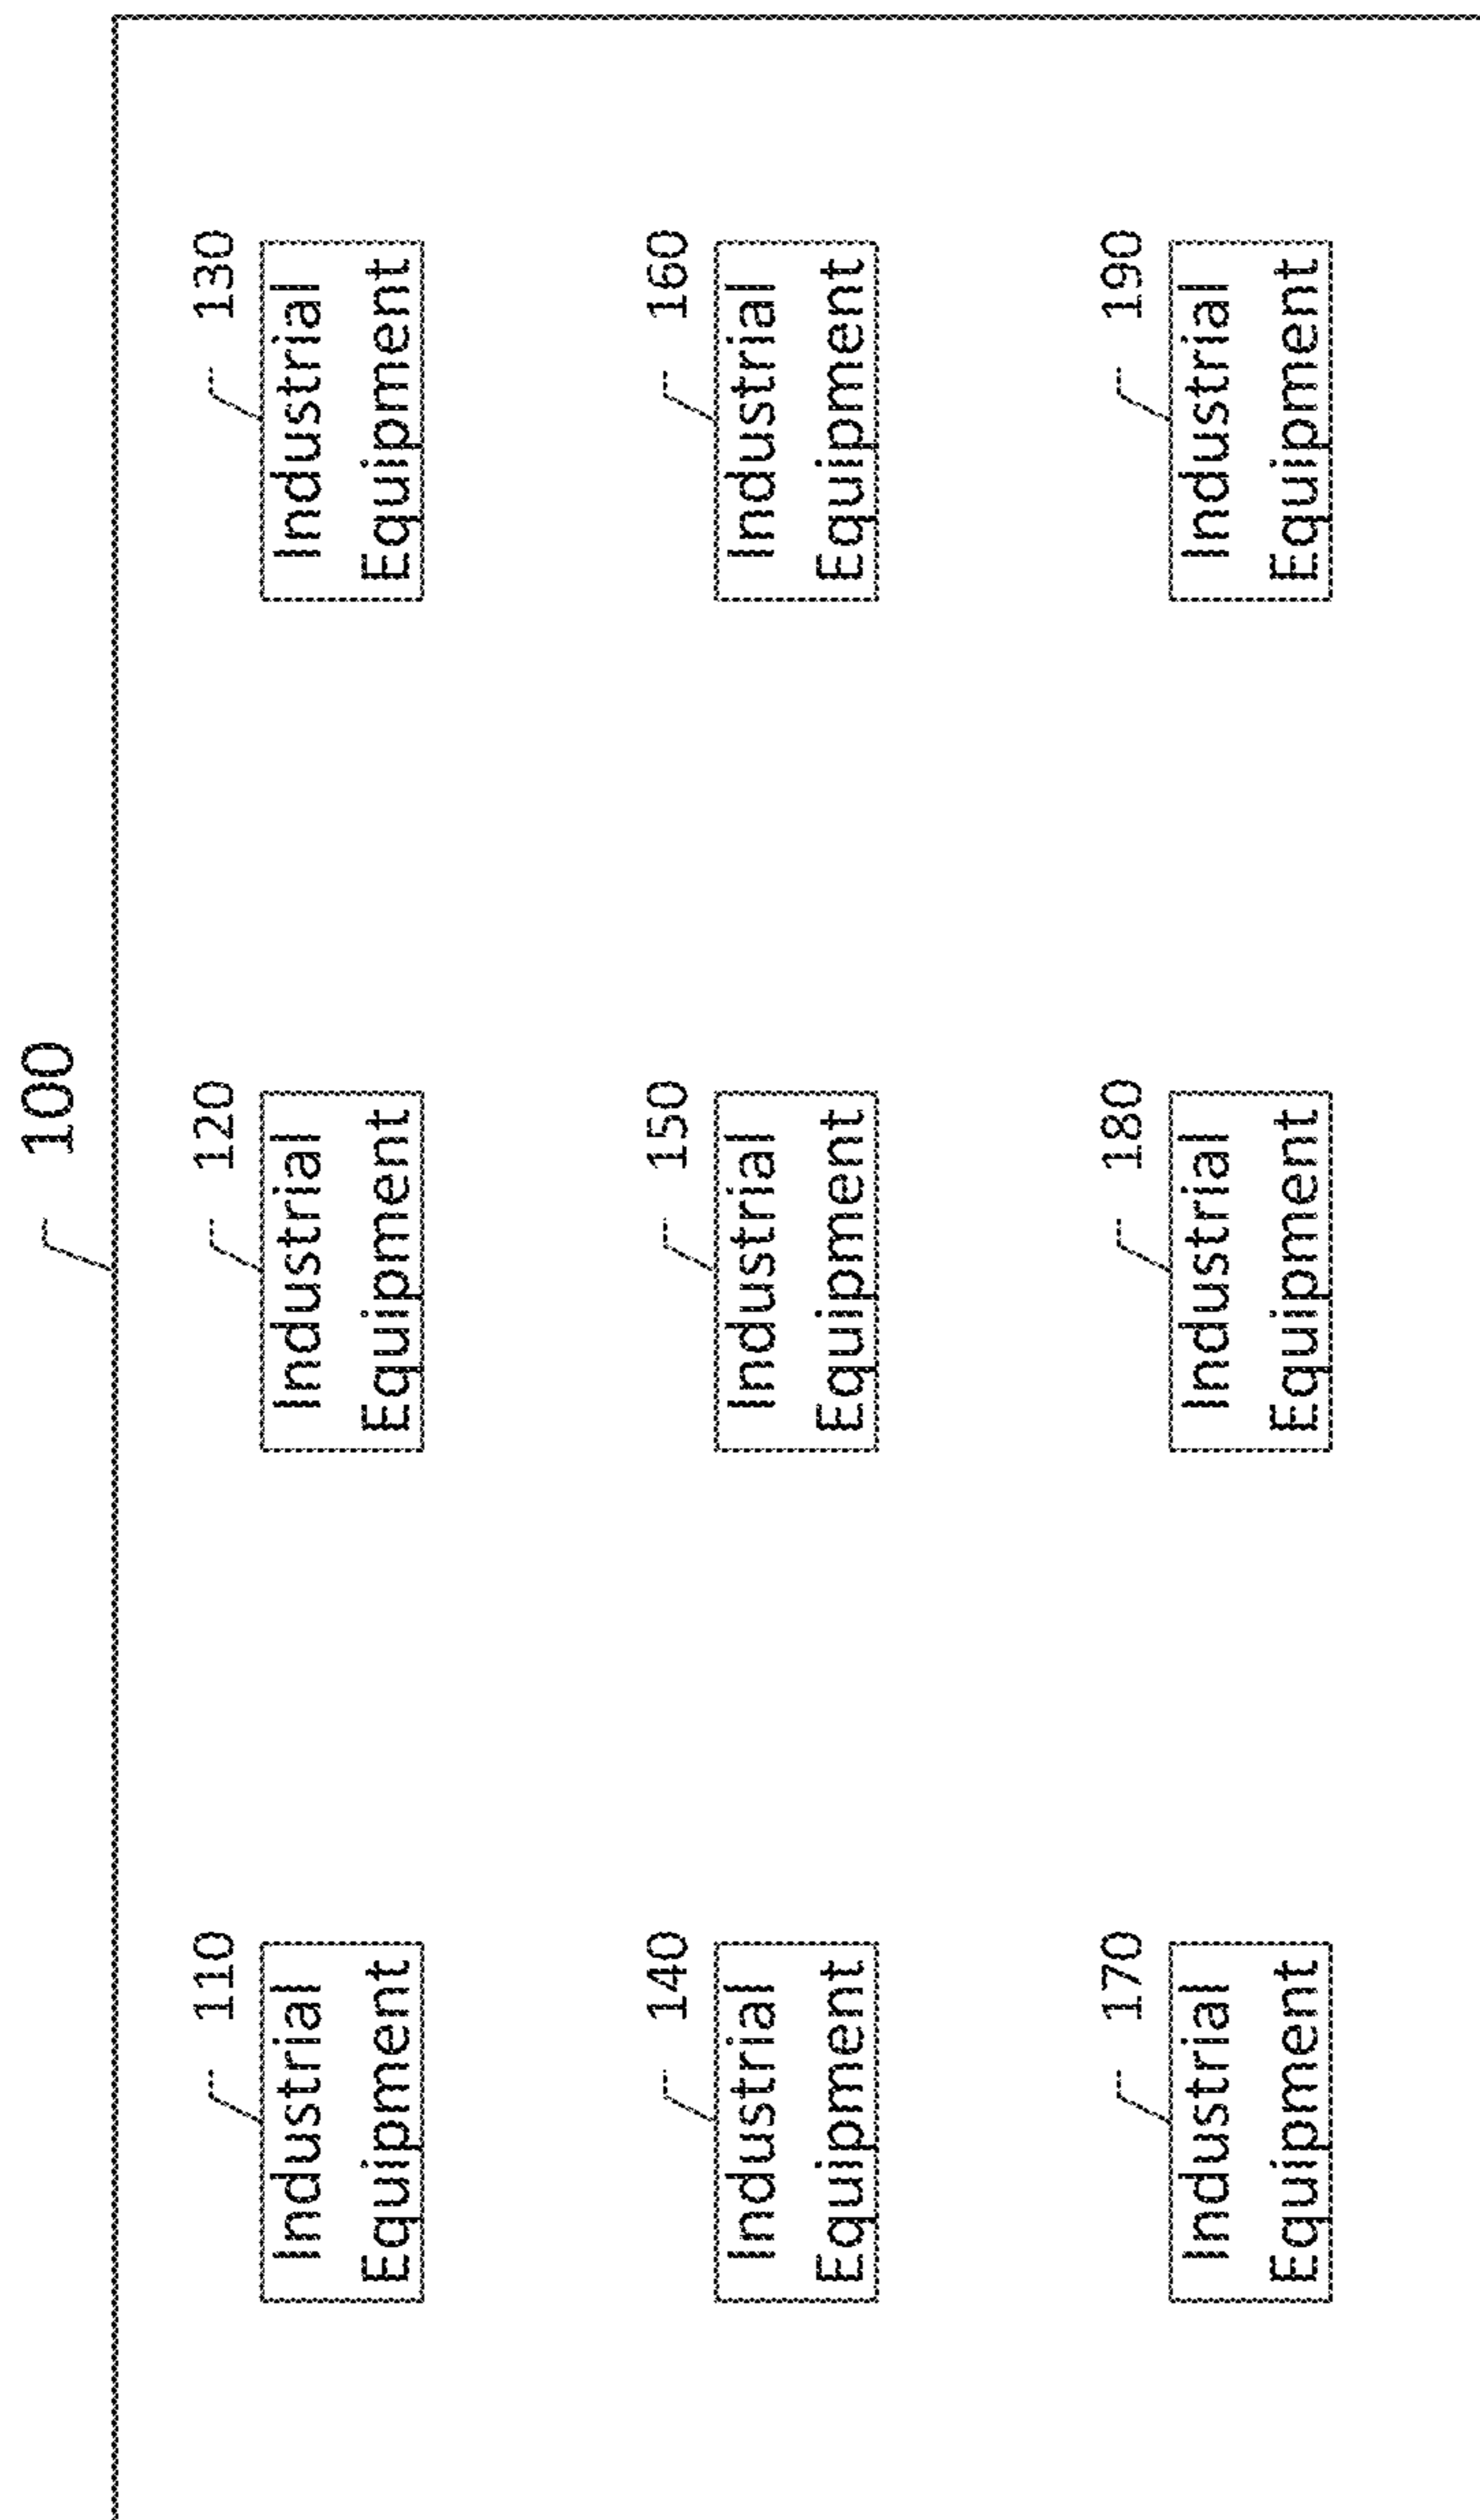 100
110
Industrial
Equipment
120
Industrial
Equipment
130
Industrial
Equipment
140
Industrial
Equipment
150
Industrial
Equipment
160
Industrial
Equipment
170
Industrial
Equipment
180
Industrial
Equipment
190
Industrial
Equipment